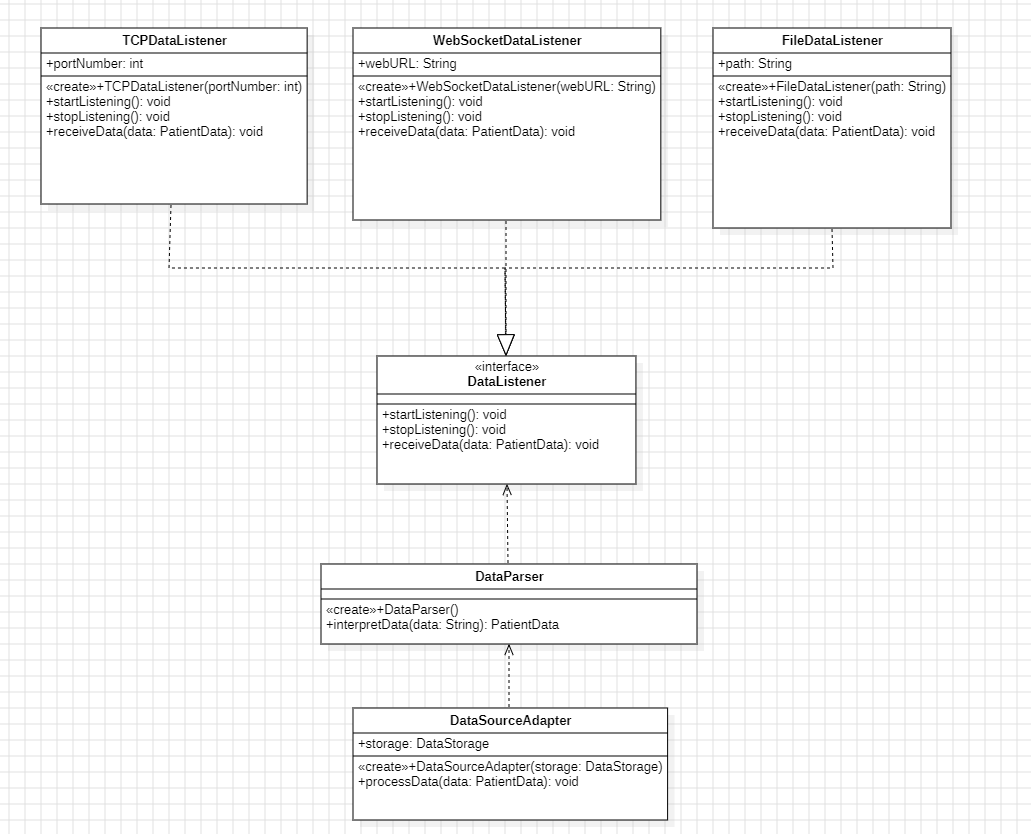 TCPDataListener
+portNumber: int
«create»+TCPDataListener(portNumber: int)
+startListening(): void
+stopListening(): void
+receiveData(data: PatientData): void
WebSocketDataListener
+webURL: String
«create»+WebSocketDataListener(webURL: String)
+startListening(): void
+stopListening(): void
+receiveData(data: PatientData): void
FileDataListener
+path: String
«create»+FileDataListener(path: String)
+startListening(): void
+stopListening(): void
+receiveData(data: PatientData): void
«interface»
DataListener
+startListening(): void
+stopListening(): void
+receiveData(data: PatientData): void
DataParser
«create»+DataParser()
+interpretData(data: String): PatientData
DataSourceAdapter
+storage: DataStorage
«create»+DataSourceAdapter(storage: DataStorage)
+processData(data: PatientData): void